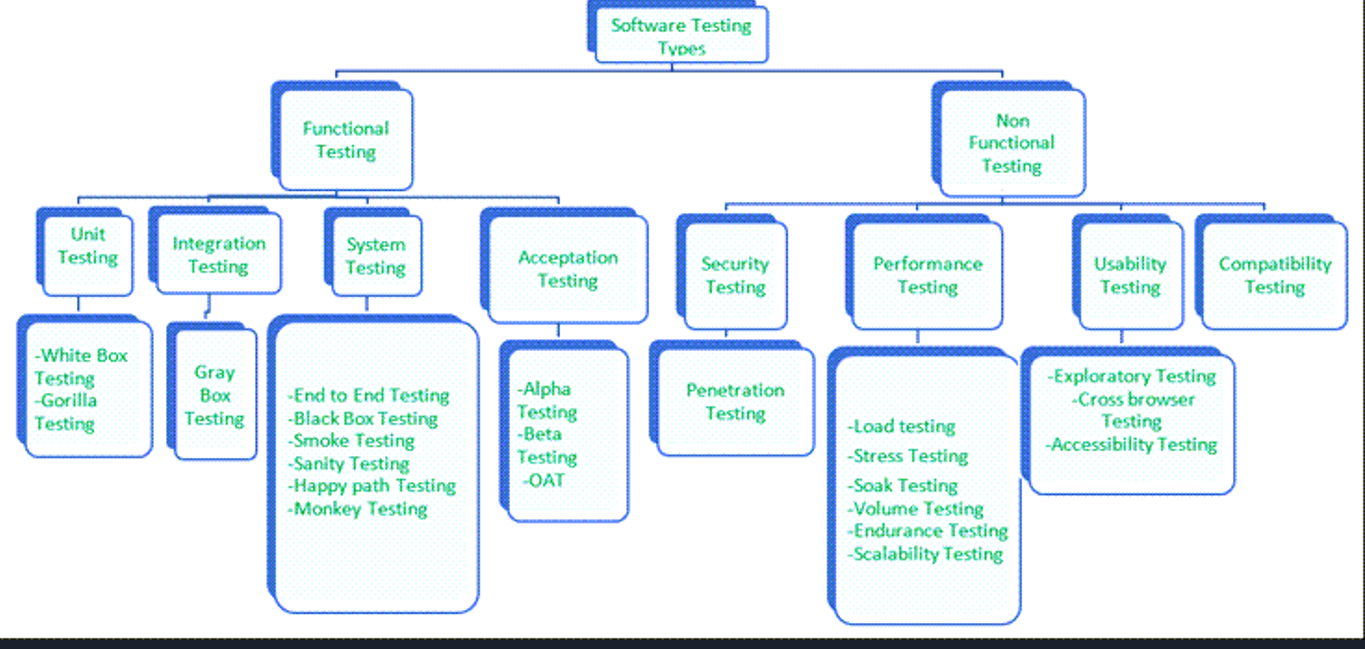 Software Testing
Types
Functional
Testing
Non
Functional
Testing
Unit
Testing
Integration
Testing
System
Testing
Acceptation
Testing
Security
Testing
Performance
Testing
Usability
Testing
Compatibility
Testing
-White Box
Testing
-Gorilla
Testing
Gray
Box
Testing
-End to End Testing
-Black Box Testing
-Smoke Testing
-Sanity Testing
-Happy path Testing
-Monkey Testing
-Alpha
Testing
-Beta
Testing
-OAT
Penetration
Testing
-Load testing
-Stress Testing
-Soak Testing
-Volume Testing
-Endurance Testing
-Scalability Testing
-Exploratory Testing
-Cross browser
Testing
-Accessibility Testing